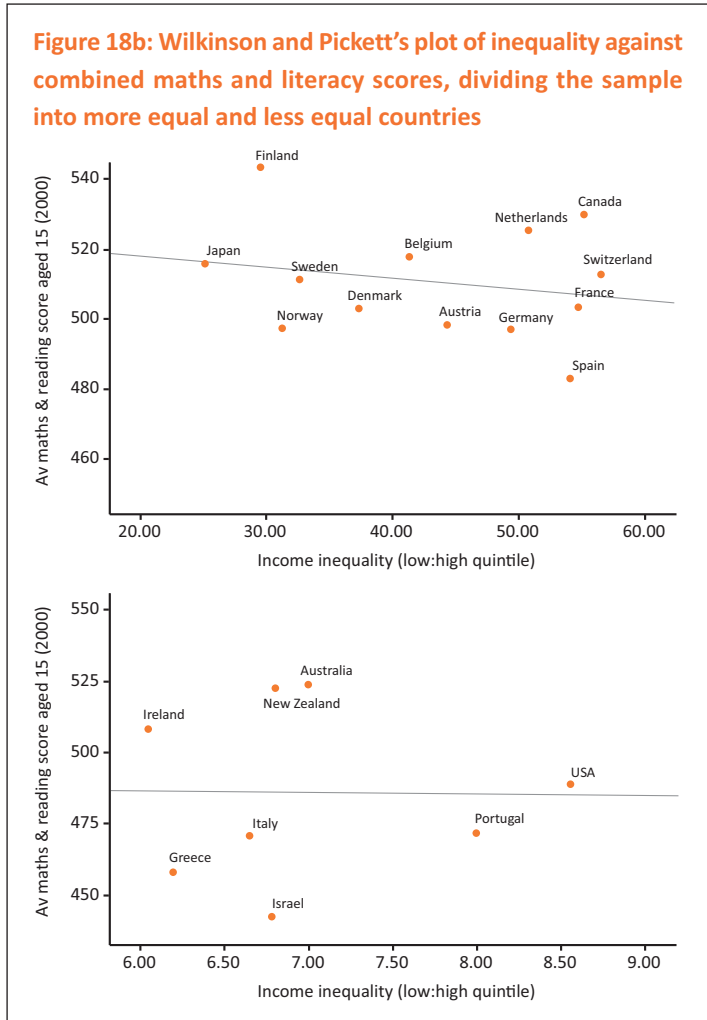 Figure 18b: Wilkinson and Pickett's plot of inequality against
combined maths and literacy scores, dividing the sample
into more equal and less equal countries
Av maths & reading score aged 15 (2000)
540
520
500
480
460
Finland
Canada
Netherlands
Belgium
Japan
Switzerland
Sweden
France
Denmark
Norway
Austria
Germany
Spain
20.00 30.00 40.00 50.00 60.00
Income inequality (low:high quintile)
Av maths & reading score aged 15 (2000)
550
525
500
475
450
Australia
New Zealand
Ireland
USA
Italy
Portugal
Greece
Israel
6.00 6.50 7.00 8.00 8.50 9.00
Income inequality (low:high quintile)